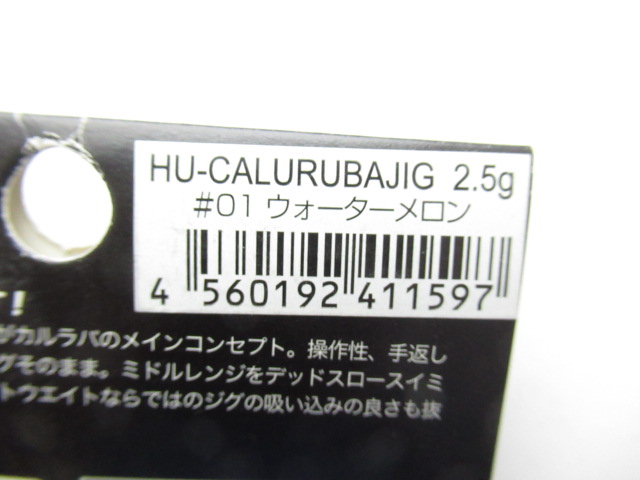 HU-CALURUBAJIG 2.5g
#01 ウォーターメロン
4 560192 411597
!
カルラバのメインコンセプト。操作性、手返し
グそのまま。ミドルレンジをデッドスロースイミ
トウエイトならではのジグの吸い込みの良さも抜